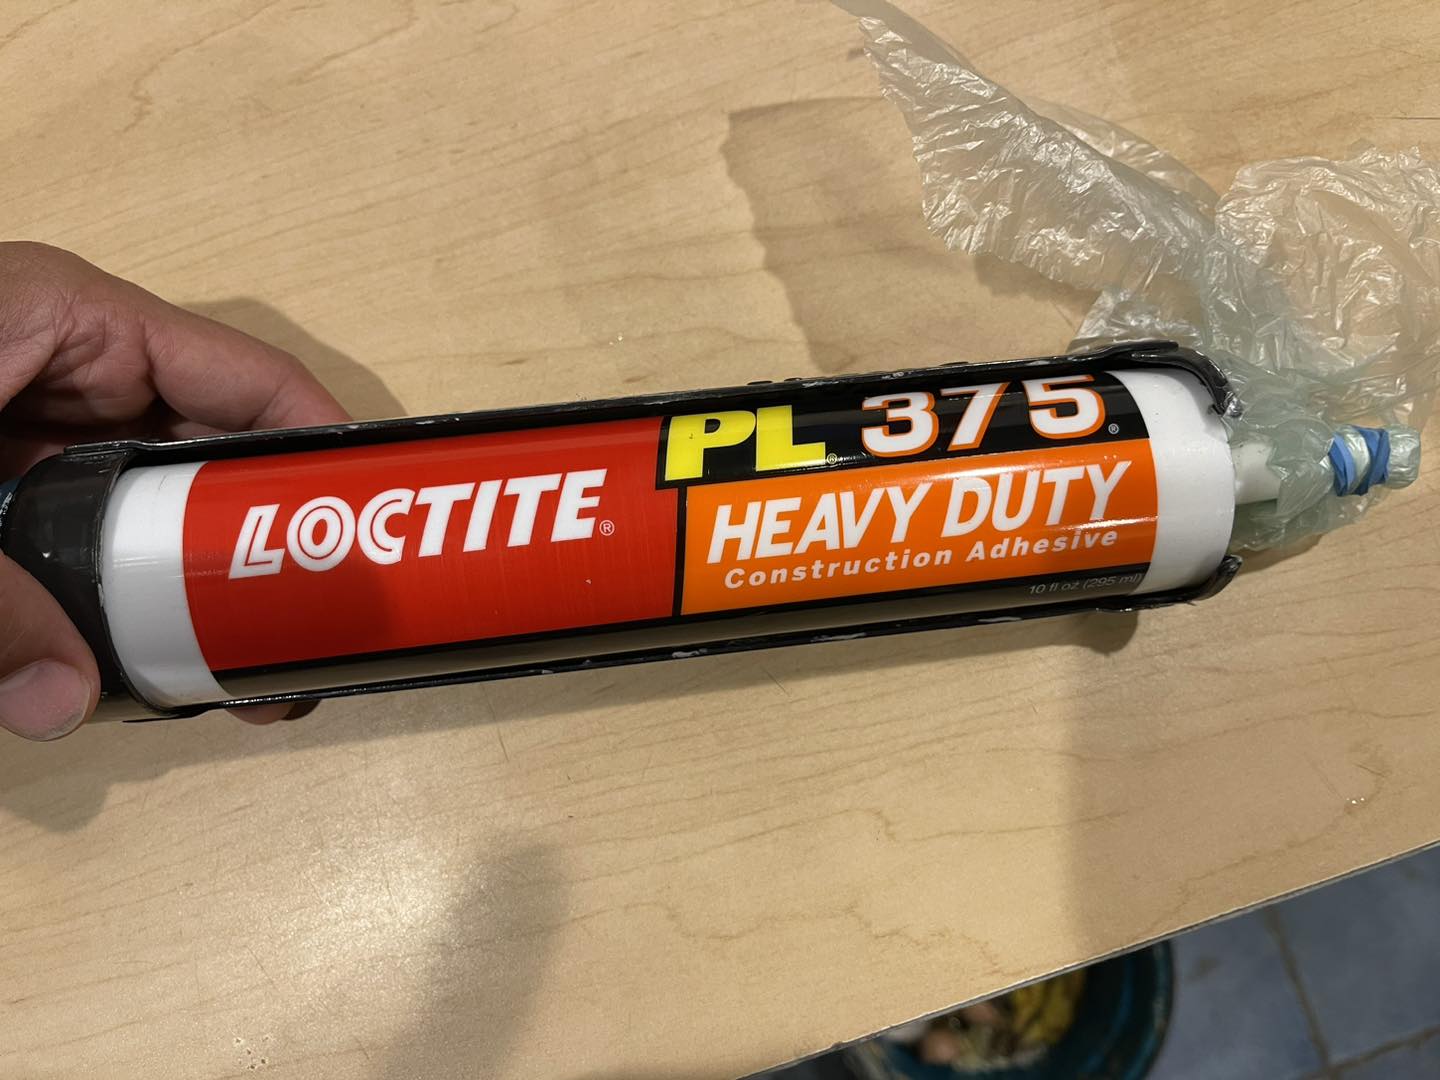 LOCTITE®
PL® 375®
HEAVY DUTY
Construction Adhesive
10 fl oz (295 ml)